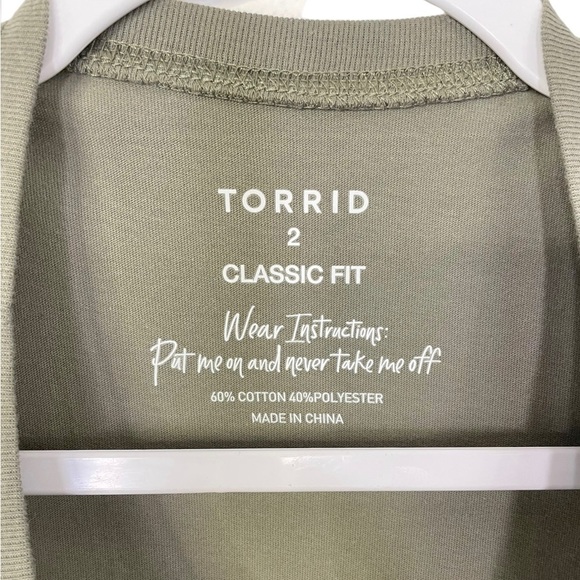 TORRID
2
CLASSIC FIT
Wear Instructions:
Put me on and never take me off
60% COTTON 40%POLYESTER
MADE IN CHINA